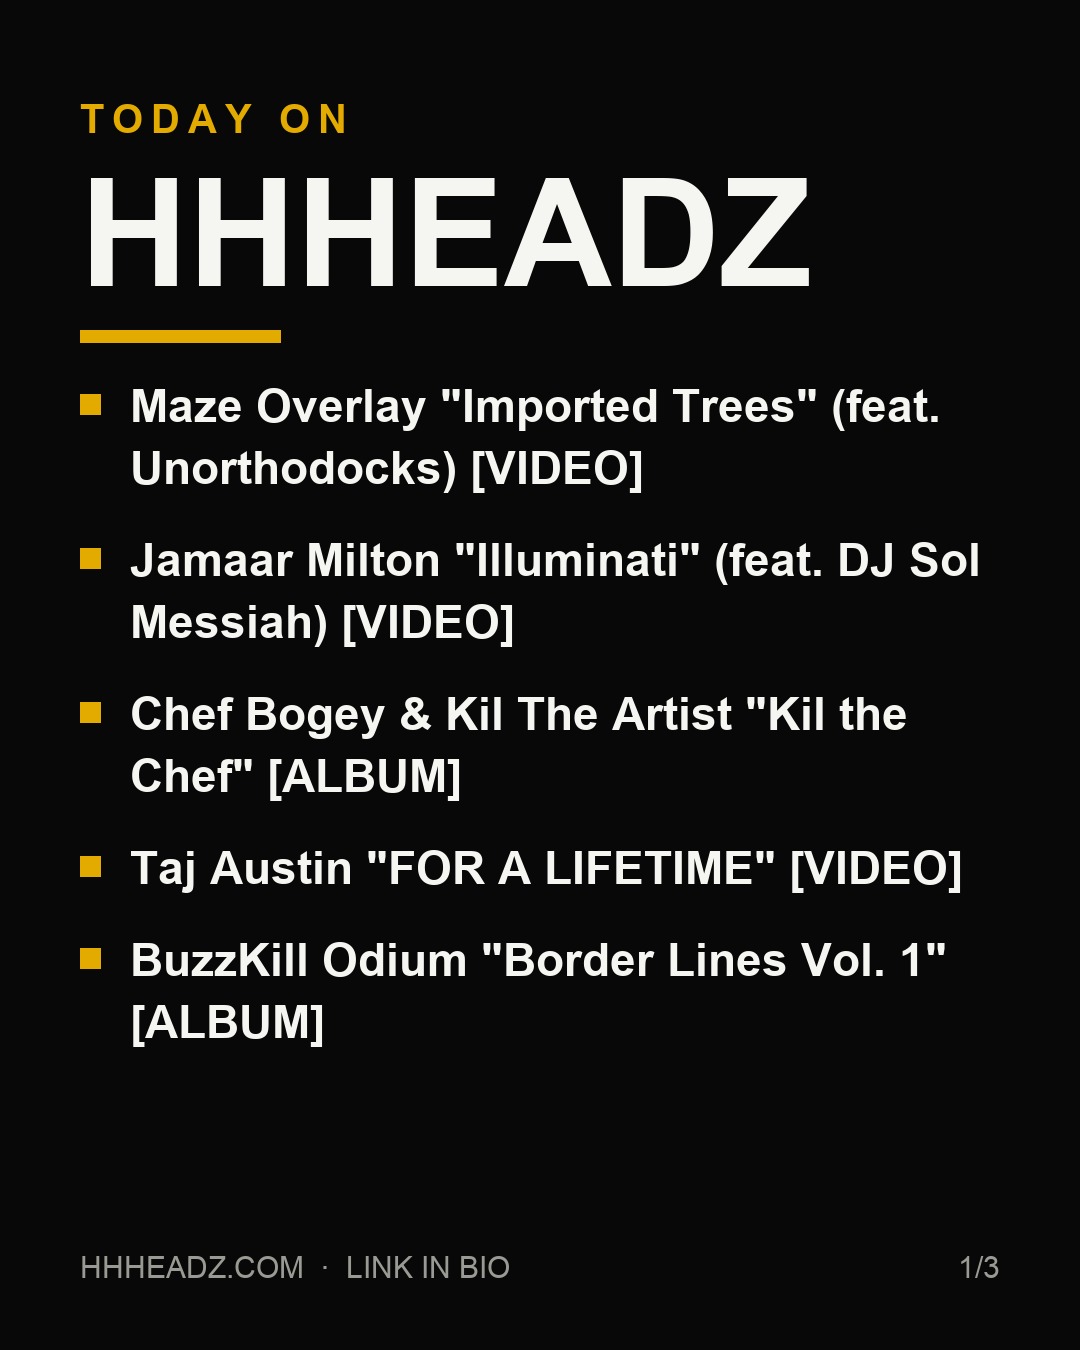 TODAY ON
HHHEADZ
Maze Overlay "Imported Trees" (feat.
Unorthodocks) [VIDEO]
Jamaar Milton "Illuminati" (feat. DJ Sol
Messiah) [VIDEO]
Chef Bogey & Kil The Artist "Kil the
Chef" [ALBUM]
Taj Austin "FOR A LIFETIME" [VIDEO]
BuzzKill Odium "Border Lines Vol. 1"
[ALBUM]
HHHEADZ.COM · LINK IN BIO
1/3